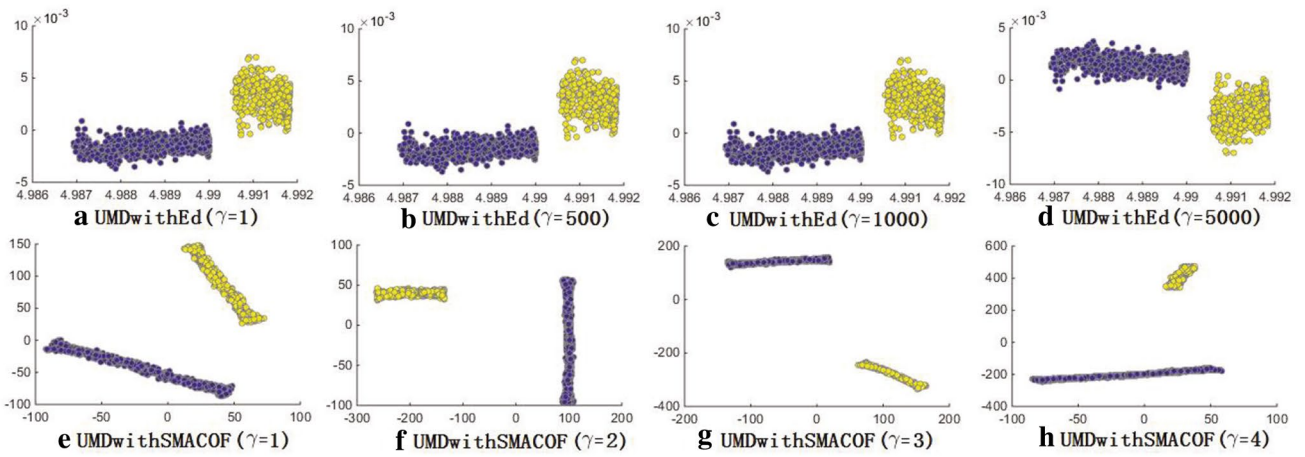 ×10⁻³ ×10⁻³ ×10⁻³ ×10⁻³
10 10 10 5
5 5 5 0
0 0 0 -5
-5 -5 -5 -10
4.986 4.987 4.988 4.989 4.99 4.991 4.992 4.986 4.987 4.988 4.989 4.99 4.991 4.992 4.986 4.987 4.988 4.989 4.99 4.991 4.992 4.986 4.987 4.988 4.989 4.99 4.991 4.992
a UMDwithEd(γ=1) b UMDwithEd(γ=500) c UMDwithEd(γ=1000) d UMDwithEd(γ=5000)
150 100 50 0 -50 -100
-100 -50 0 50 100
100 50 0 -50 -100
-300 -200 -100 0 100 200
200 0 -200 -400
-300 -200 -100 0 100 200
600 400 200 0 -200 -400
-100 -50 0 50 100
e UMDwithSMACOF(γ=1) f UMDwithSMACOF(γ=2) g UMDwithSMACOF(γ=3) h UMDwithSMACOF(γ=4)